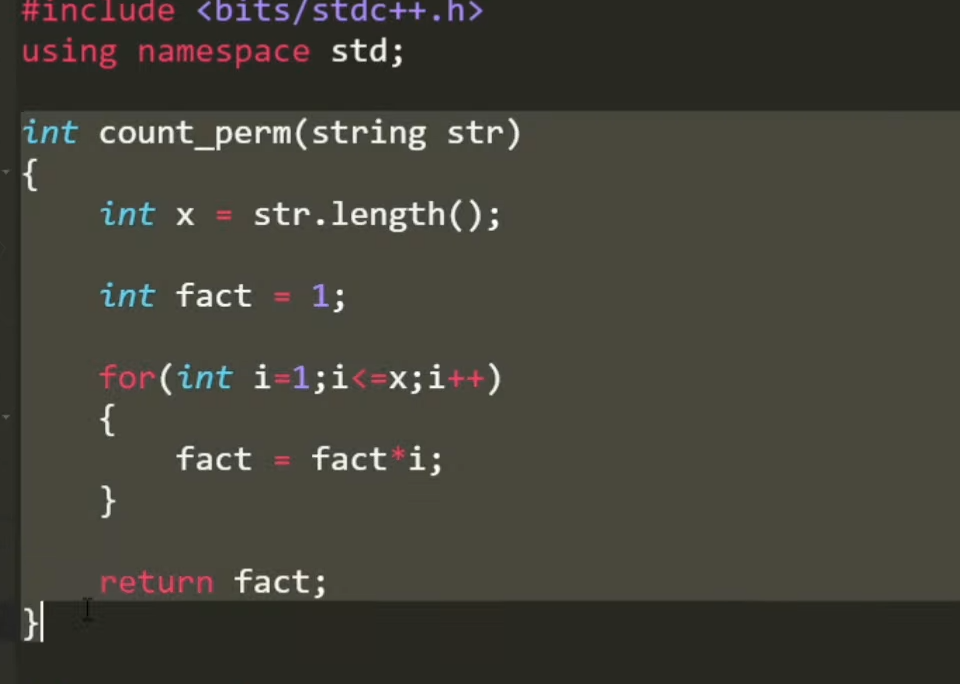 #include <bits/stdc++.h>
using namespace std;
int count_perm(string str)
{
int x = str.length();
int fact = 1;
for(int i=1;i<=x;i++)
{
fact = fact*i;
}
return fact;
}